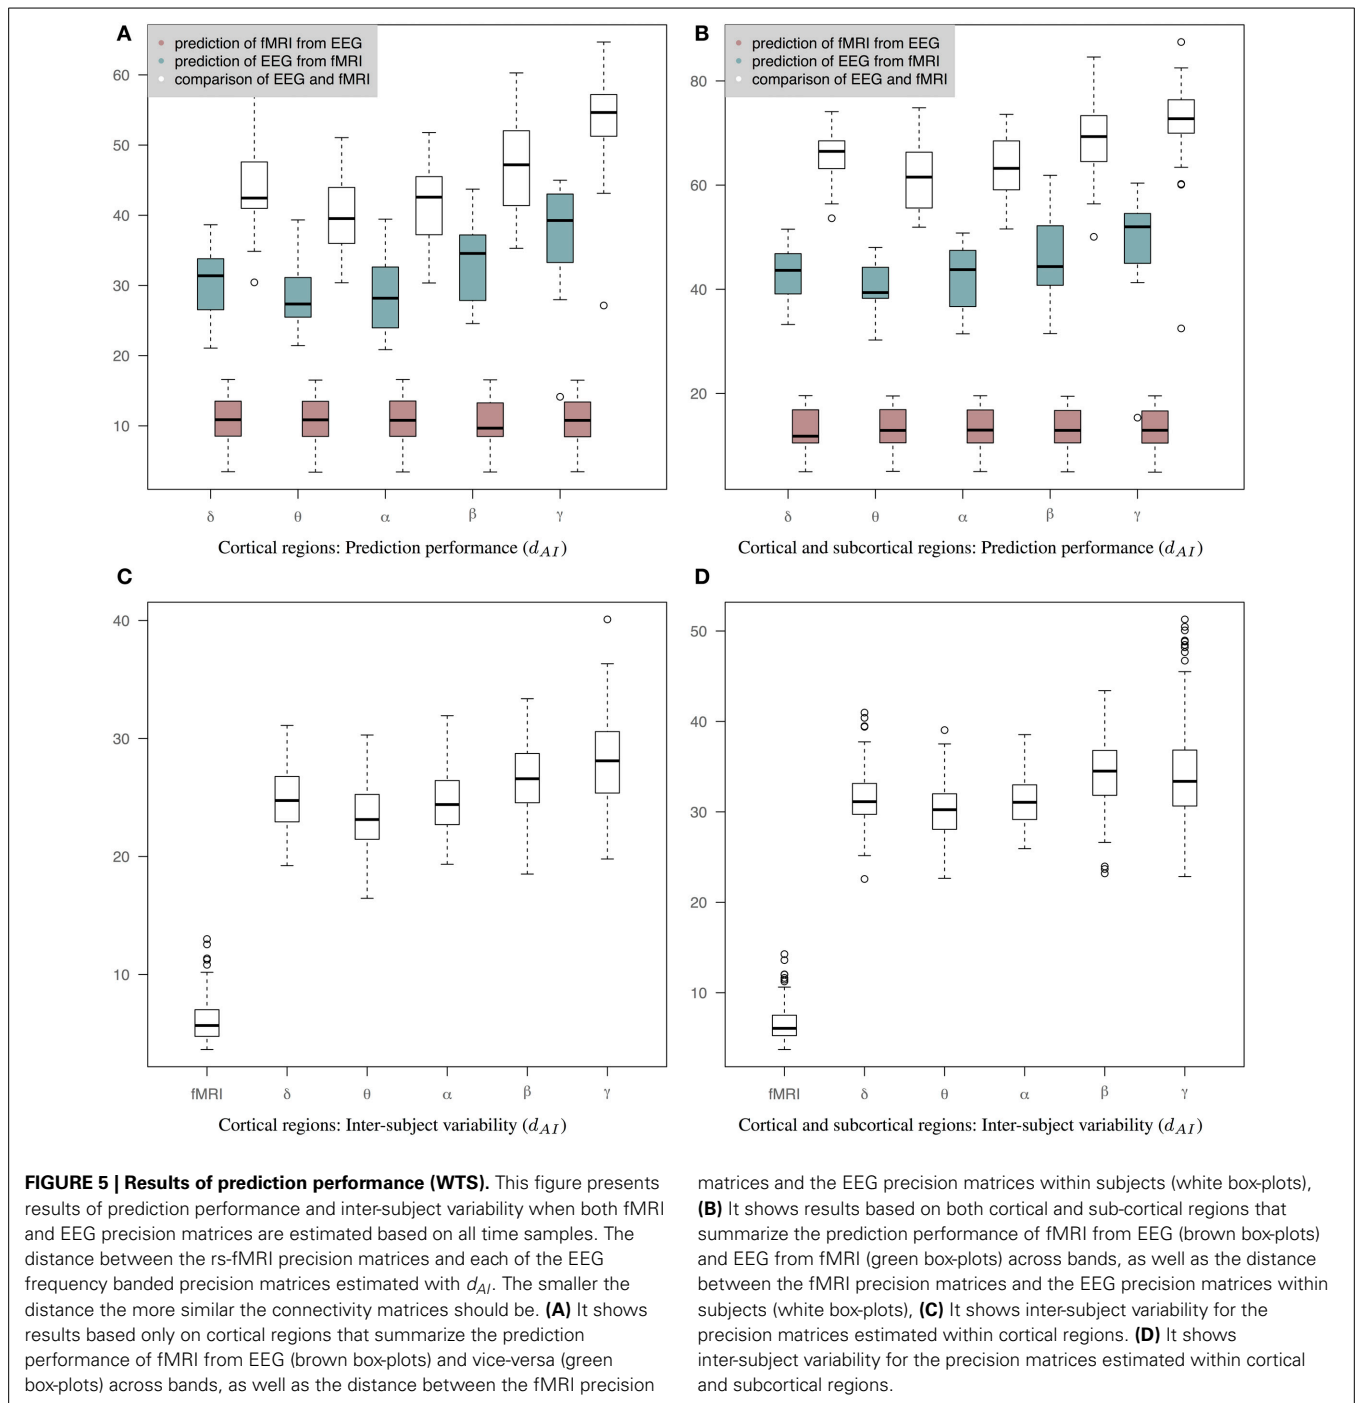 A
prediction of fMRI from EEG
prediction of EEG from fMRI
comparison of EEG and fMRI
60
50
40
30
20
10
δ θ α β γ
Cortical regions: Prediction performance (d_AI)
B
prediction of fMRI from EEG
prediction of EEG from fMRI
comparison of EEG and fMRI
80
60
40
20
δ θ α β γ
Cortical and subcortical regions: Prediction performance (d_AI)
C
40
30
20
10
fMRI δ θ α β γ
Cortical regions: Inter-subject variability (d_AI)
D
50
40
30
20
10
fMRI δ θ α β γ
Cortical and subcortical regions: Inter-subject variability (d_AI)
FIGURE 5 | Results of prediction performance (WTS). This figure presents
results of prediction performance and inter-subject variability when both fMRI
and EEG precision matrices are estimated based on all time samples. The
distance between the rs-fMRI precision matrices and each of the EEG
frequency banded precision matrices estimated with d_AI. The smaller the
distance the more similar the connectivity matrices should be. (A) It shows
results based only on cortical regions that summarize the prediction
performance of fMRI from EEG (brown box-plots) and vice-versa (green
box-plots) across bands, as well as the distance between the fMRI precision
matrices and the EEG precision matrices within subjects (white box-plots),
(B) It shows results based on both cortical and sub-cortical regions that
summarize the prediction performance of fMRI from EEG (brown box-plots)
and EEG from fMRI (green box-plots) across bands, as well as the distance
between the fMRI precision matrices and the EEG precision matrices within
subjects (white box-plots), (C) It shows inter-subject variability for the
precision matrices estimated within cortical regions. (D) It shows
inter-subject variability for the precision matrices estimated within cortical
and subcortical regions.